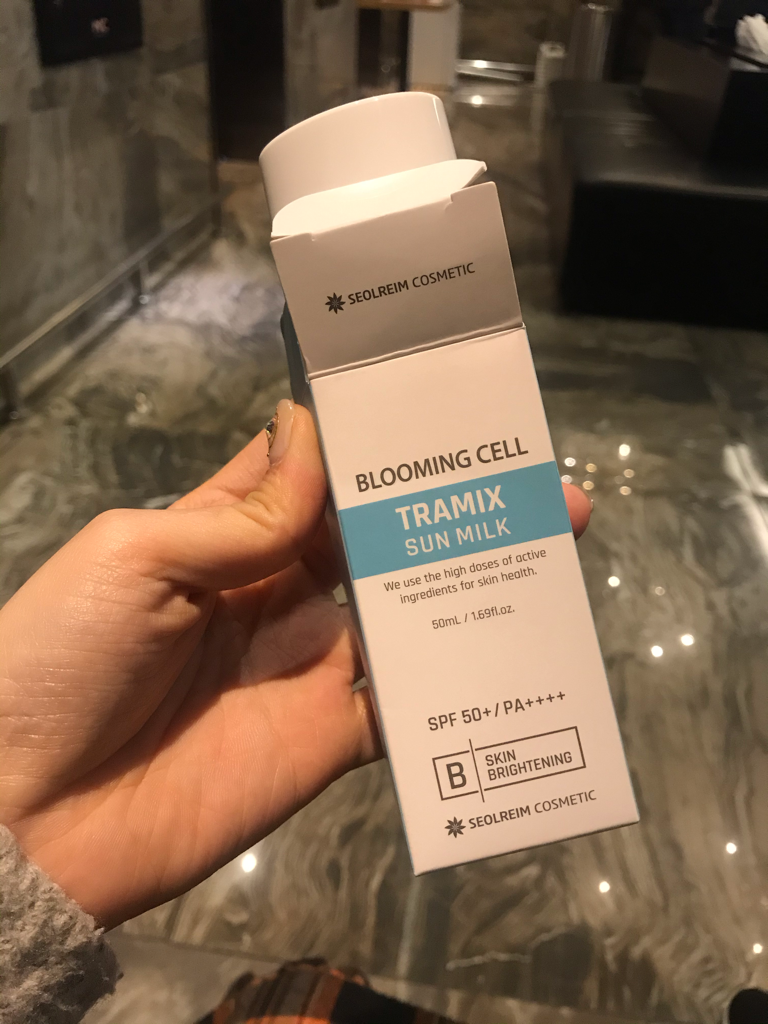 SEOLREIM COSMETIC
BLOOMING CELL
TRAMIX
SUN MILK
We use the high doses of active
ingredients for skin health.
50mL / 1.69fl.oz.
SPF 50+/ PA++++
B
SKIN
BRIGHTENING
SEOLREIM COSMETIC